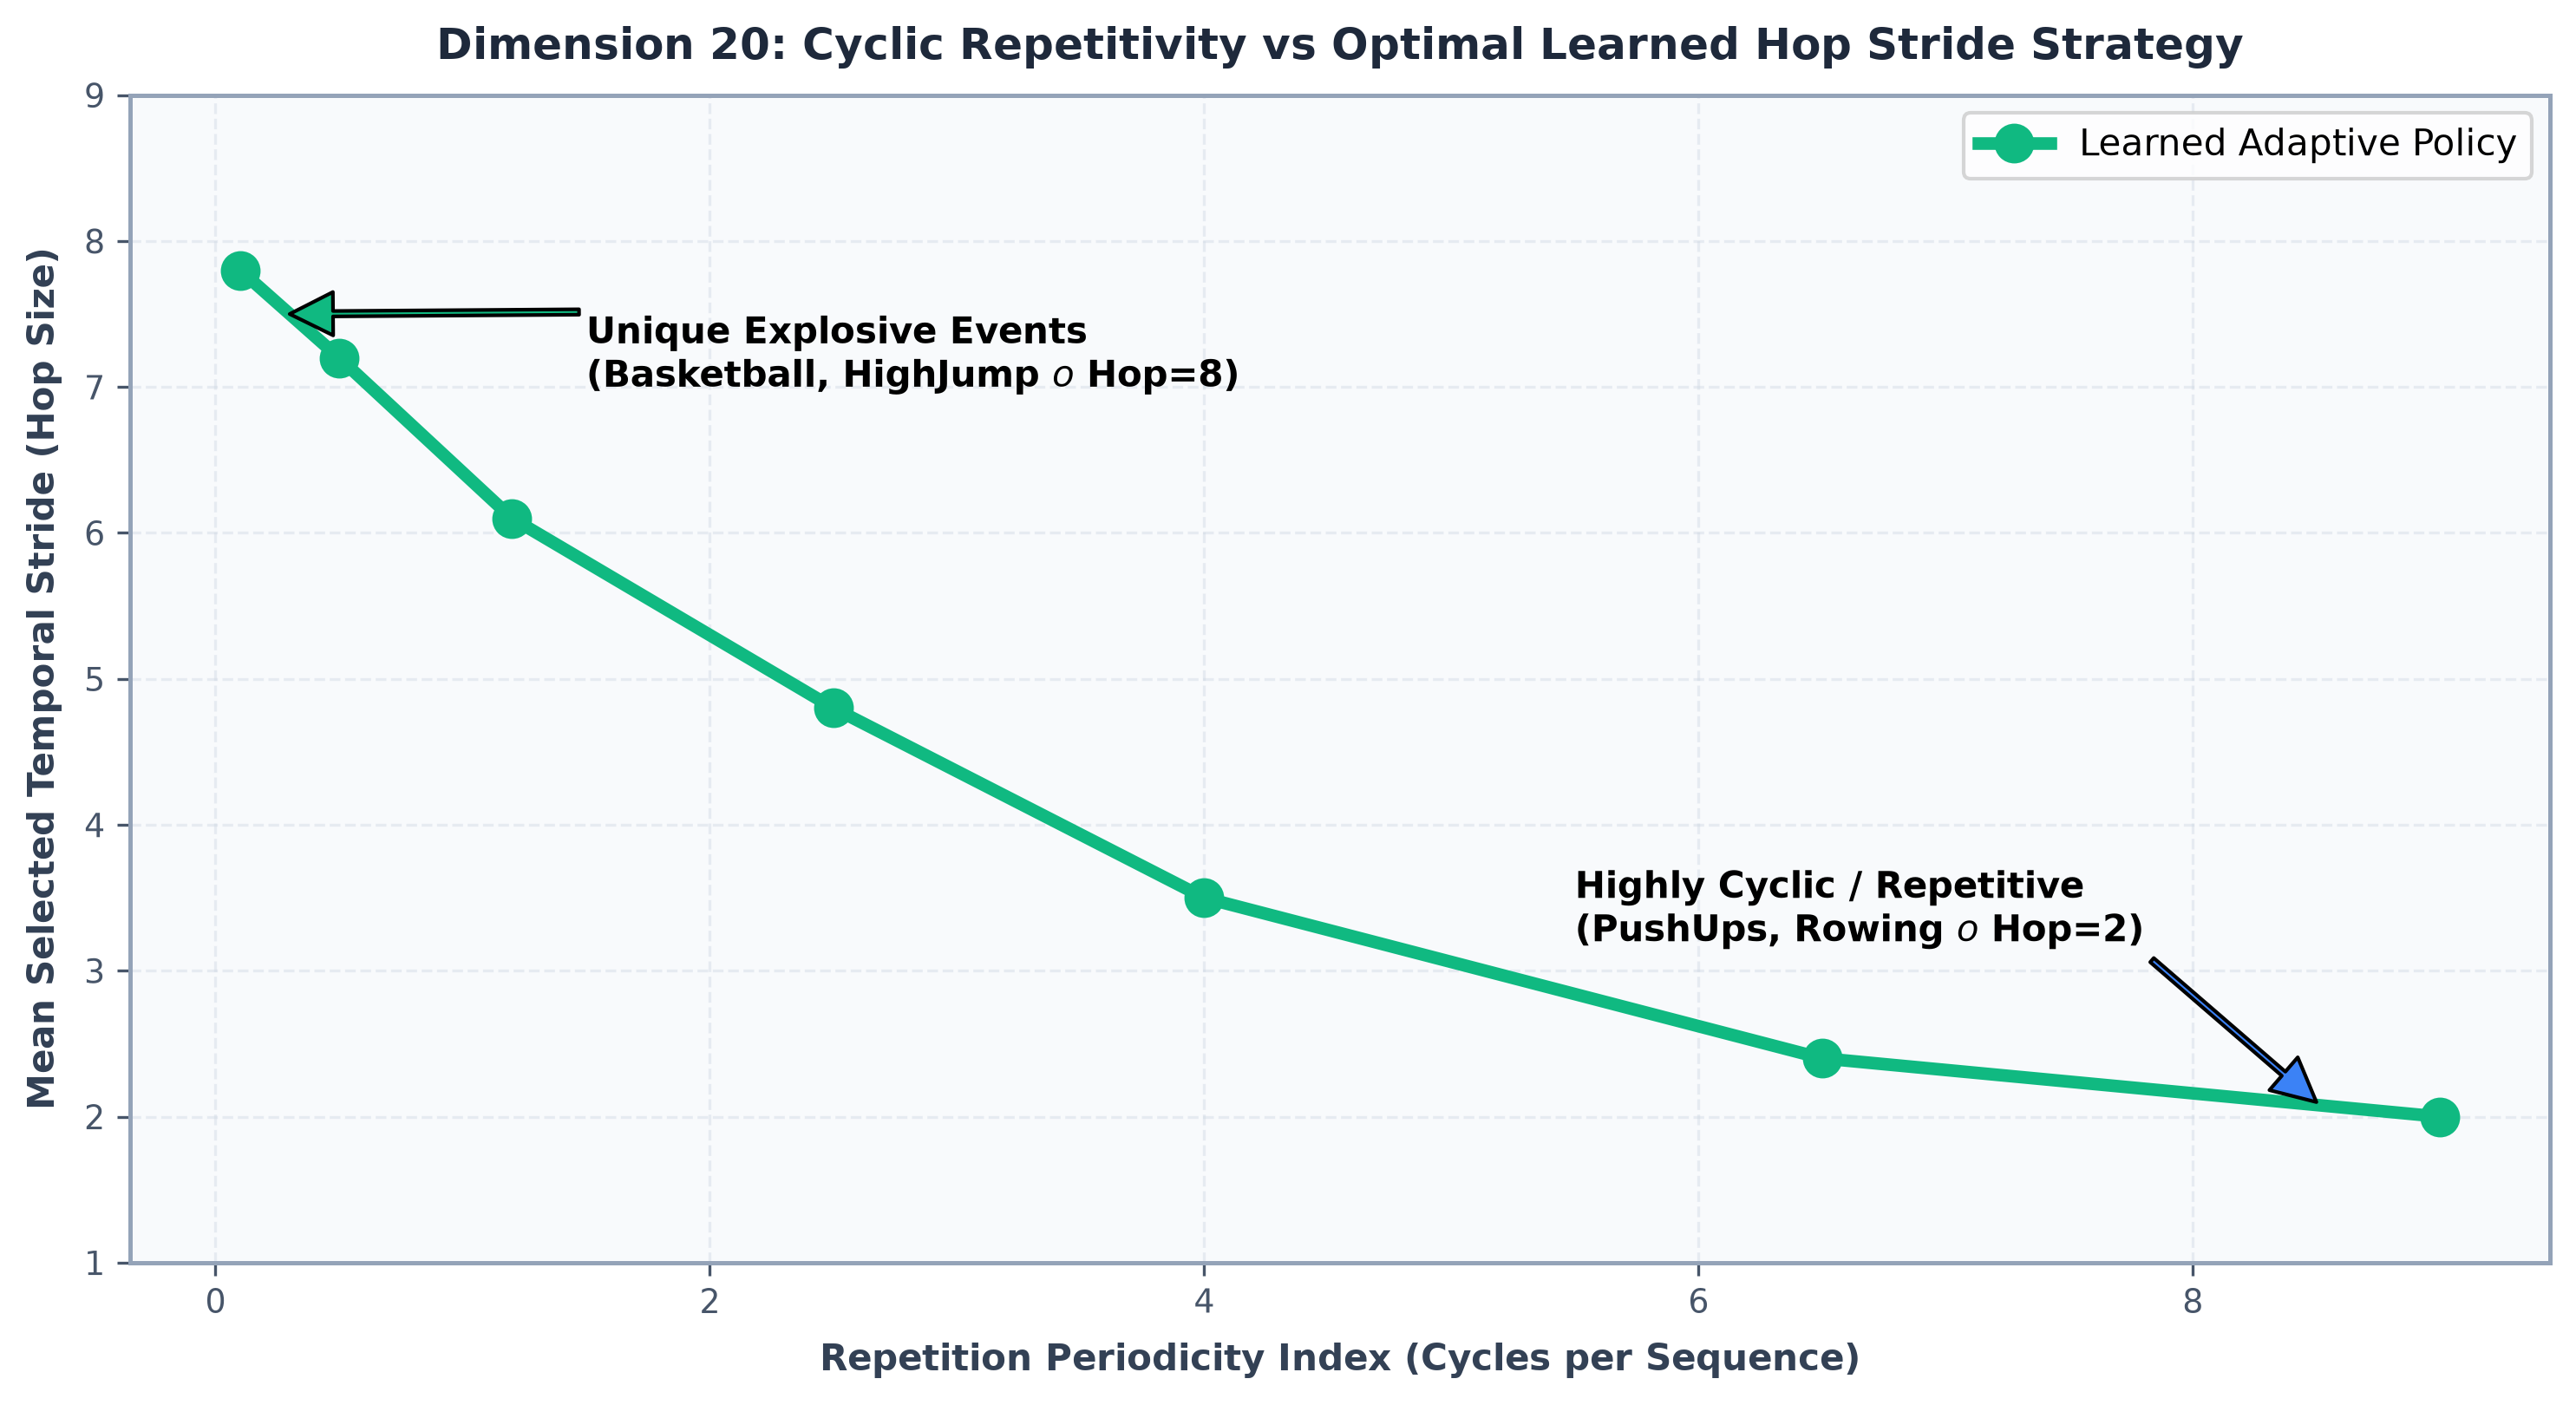 Dimension 20: Cyclic Repetitivity vs Optimal Learned Hop Stride Strategy
Learned Adaptive Policy
Mean Selected Temporal Stride (Hop Size)
9
8
7
6
5
4
3
2
1
Unique Explosive Events
(Basketball, HighJump o Hop=8)
Highly Cyclic / Repetitive
(PushUps, Rowing o Hop=2)
0 2 4 6 8
Repetition Periodicity Index (Cycles per Sequence)